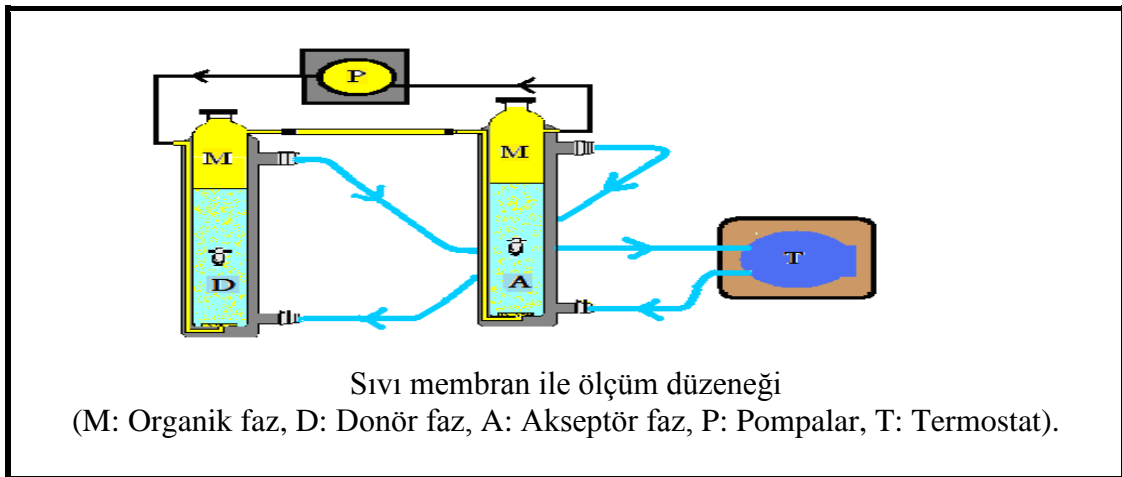 P
M
M
D
A
T
Sıvı membran ile ölçüm düzeneği
(M: Organik faz, D: Donör faz, A: Akseptör faz, P: Pompalar, T: Termostat).